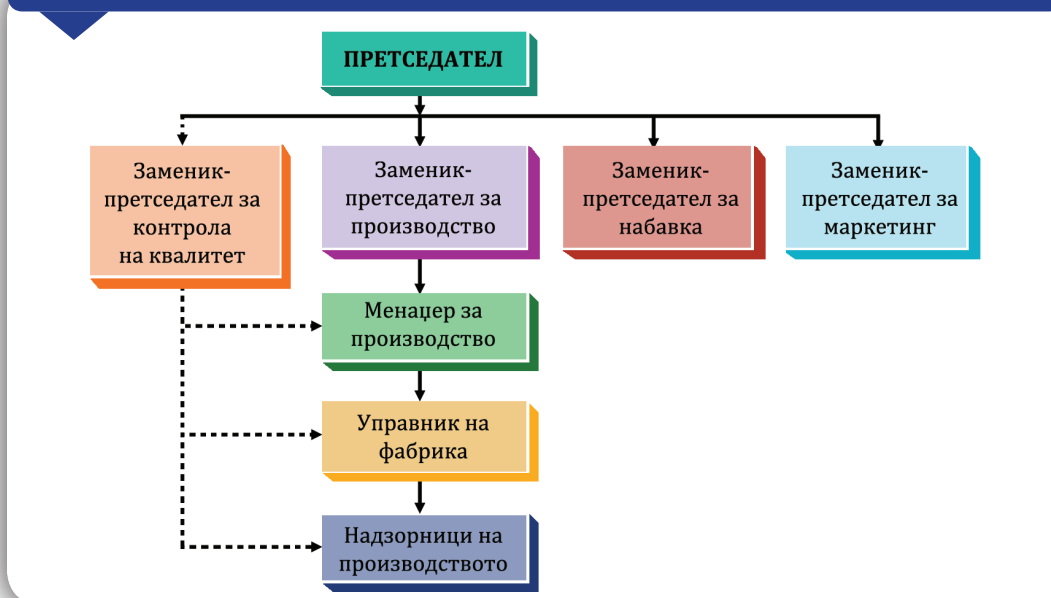 ПРЕТСЕДАТЕЛ
Заменик-
претседател за
контрола
на квалитет
Заменик-
претседател за
производство
Заменик-
претседател за
набавка
Заменик-
претседател за
маркетинг
Менаџер за
производство
Управник на
фабрика
Надзорници на
производството